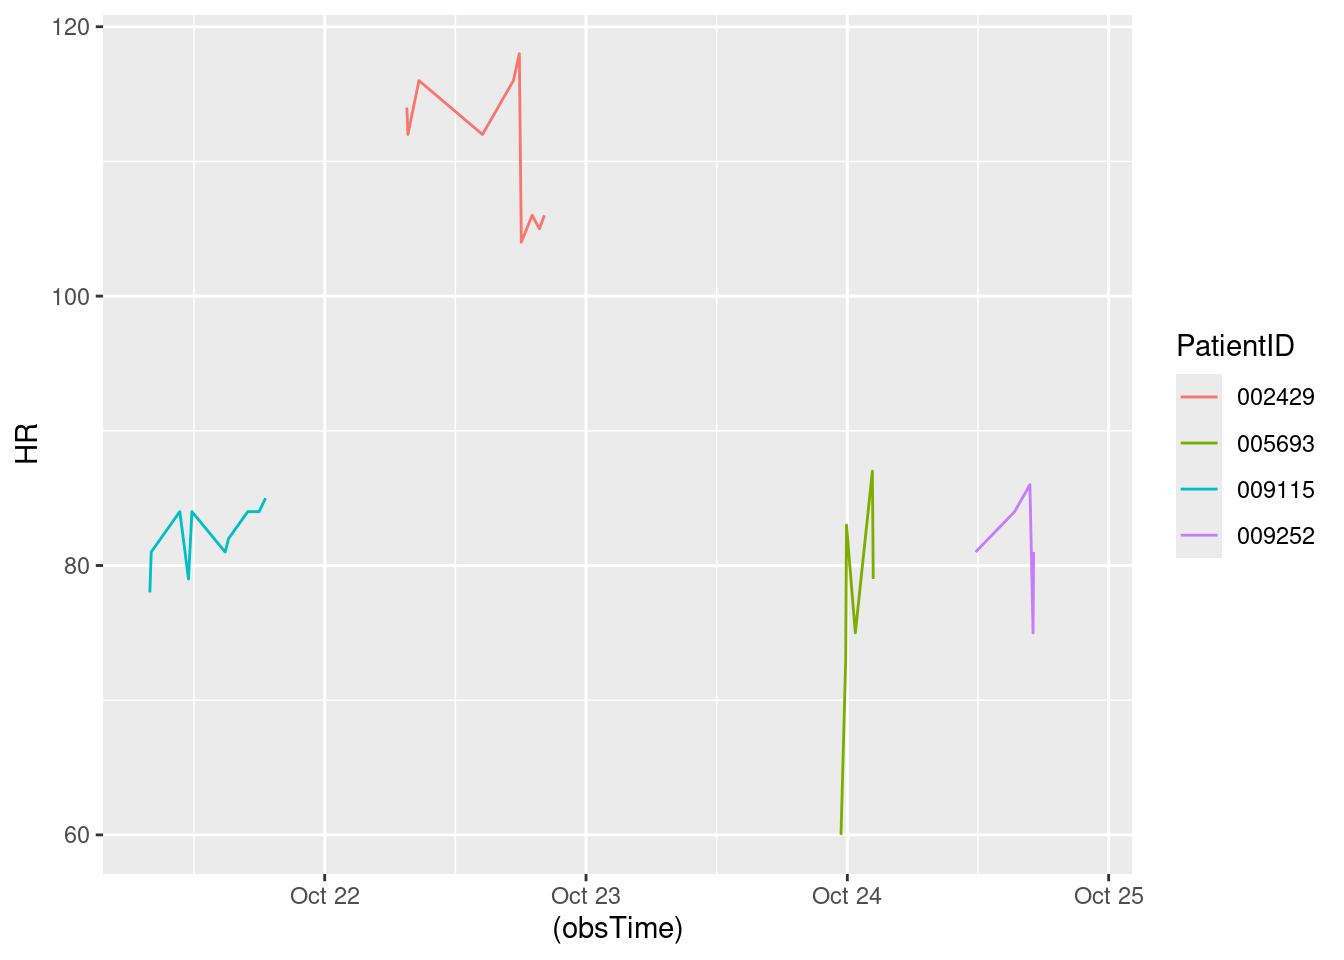 120
100
80
60
HR
Oct 22
Oct 23
Oct 24
Oct 25
(obsTime)
PatientID
002429
005693
009115
009252